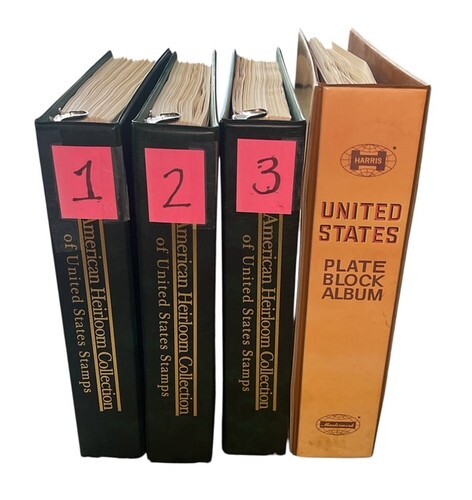 1
American Heirloom Collection
of United States Stamps
2
American Heirloom Collection
of United States Stamps
3
American Heirloom Collection
of United States Stamps
HARRIS
UNITED
STATES
PLATE
BLOCK
ALBUM